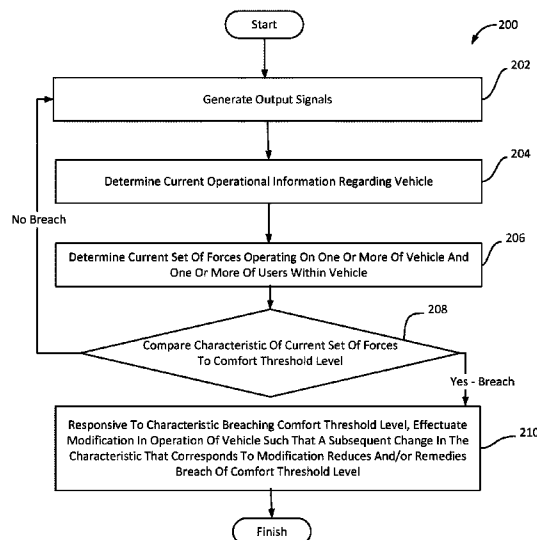 Start
200
202
Generate Output Signals
204
Determine Current Operational Information Regarding Vehicle
No Breach
206
Determine Current Set Of Forces Operating On One Or More Of Vehicle And
One Or More Of Users Within Vehicle
208
Compare Characteristic Of Current Set Of Forces
To Comfort Threshold Level
Yes - Breach
Responsive To Characteristic Breaching Comfort Threshold Level, Effectuate
Modification In Operation Of Vehicle Such That A Subsequent Change In The
Characteristic That Corresponds To Modification Reduces And/or Remedies
Breach Of Comfort Threshold Level
210
Finish